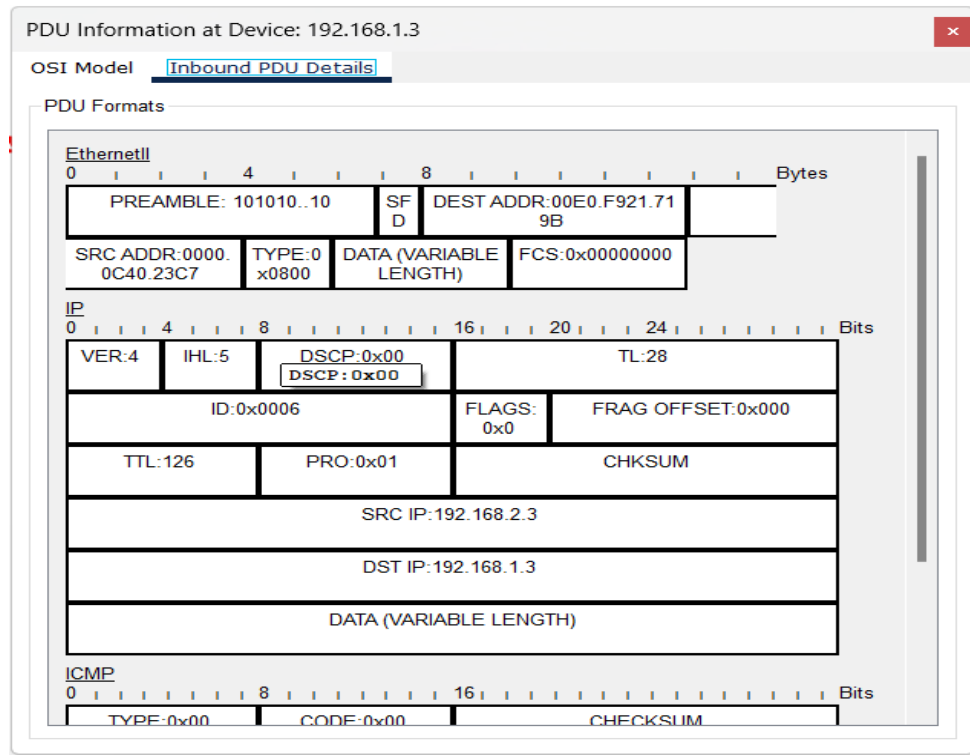 PDU Information at Device: 192.168.1.3
×
OSI Model Inbound PDU Details
PDU Formats
EthernetII
0 4 8 Bytes
PREAMBLE: 101010..10 SF DEST ADDR:00E0.F921.71
D 9B
SRC ADDR:0000. TYPE:0 DATA (VARIABLE FCS:0x00000000
0C40.23C7 x0800 LENGTH)
IP
0 4 8 16 20 24 Bits
VER:4 IHL:5 DSCP:0x00 TL:28
DSCP:0x00
ID:0x0006 FLAGS: FRAG OFFSET:0x000
0x0
TTL:126 PRO:0x01 CHKSUM
SRC IP:192.168.2.3
DST IP:192.168.1.3
DATA (VARIABLE LENGTH)
ICMP
0 8 16 Bits
TYPE:0x00 CODE:0x00 CHECKSUM